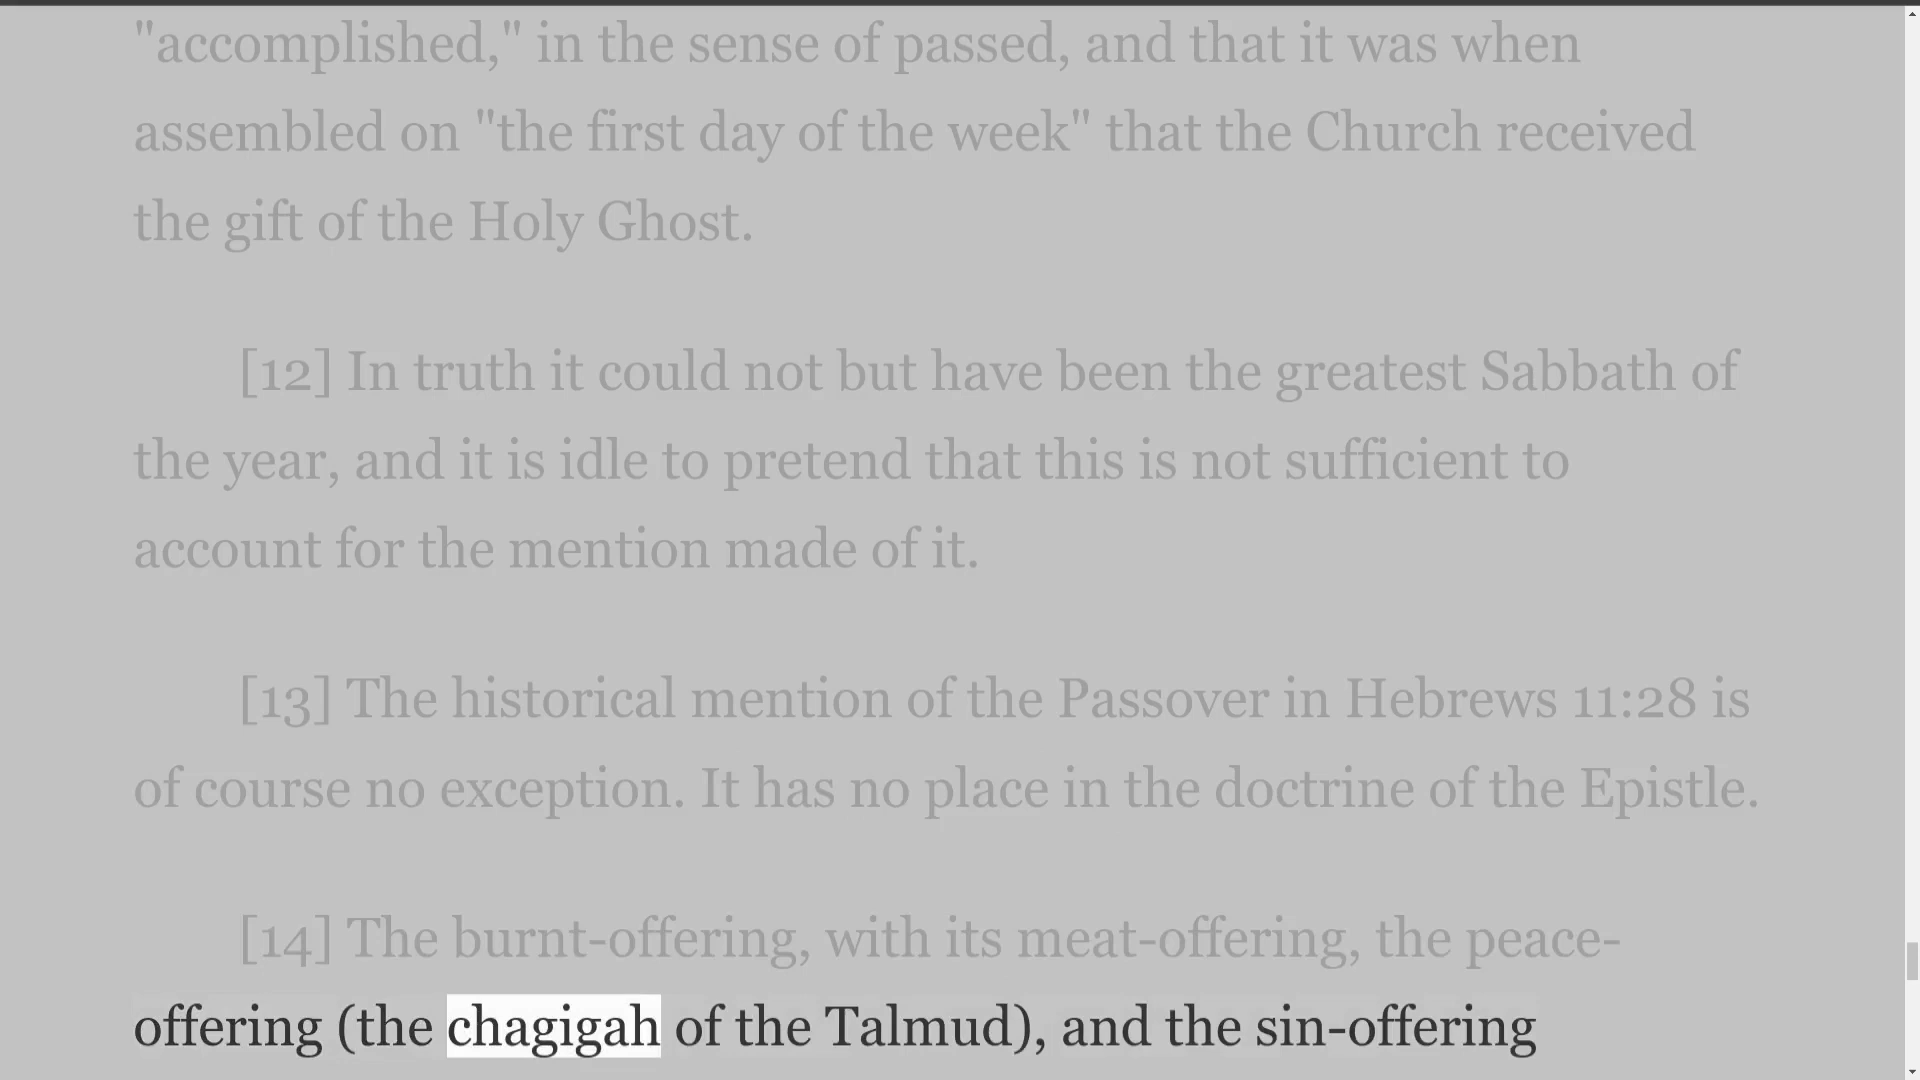 "accomplished," in the sense of passed, and that it was when
assembled on "the first day of the week" that the Church received
the gift of the Holy Ghost.
[12] In truth it could not but have been the greatest Sabbath of
the year, and it is idle to pretend that this is not sufficient to
account for the mention made of it.
[13] The historical mention of the Passover in Hebrews 11:28 is
of course no exception. It has no place in the doctrine of the Epistle.
[14] The burnt-offering, with its meat-offering, the peace-
offering (the chagigah of the Talmud), and the sin-offering